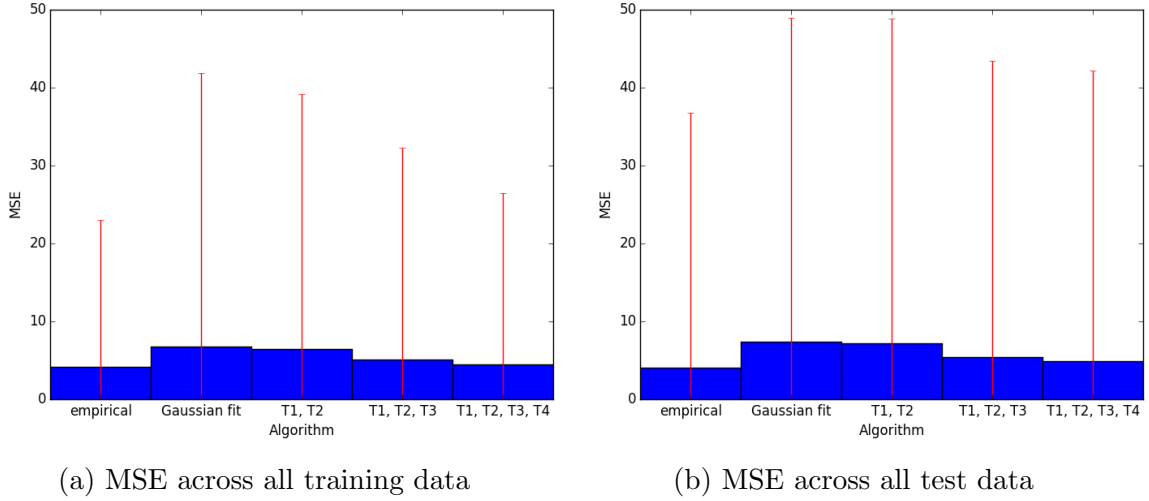 50
40
30
20
10
0
MSE
empirical
Gaussian fit
T1, T2
T1, T2, T3
T1, T2, T3, T4
Algorithm
(a) MSE across all training data
50
40
30
20
10
0
MSE
empirical
Gaussian fit
T1, T2
T1, T2, T3
T1, T2, T3, T4
Algorithm
(b) MSE across all test data